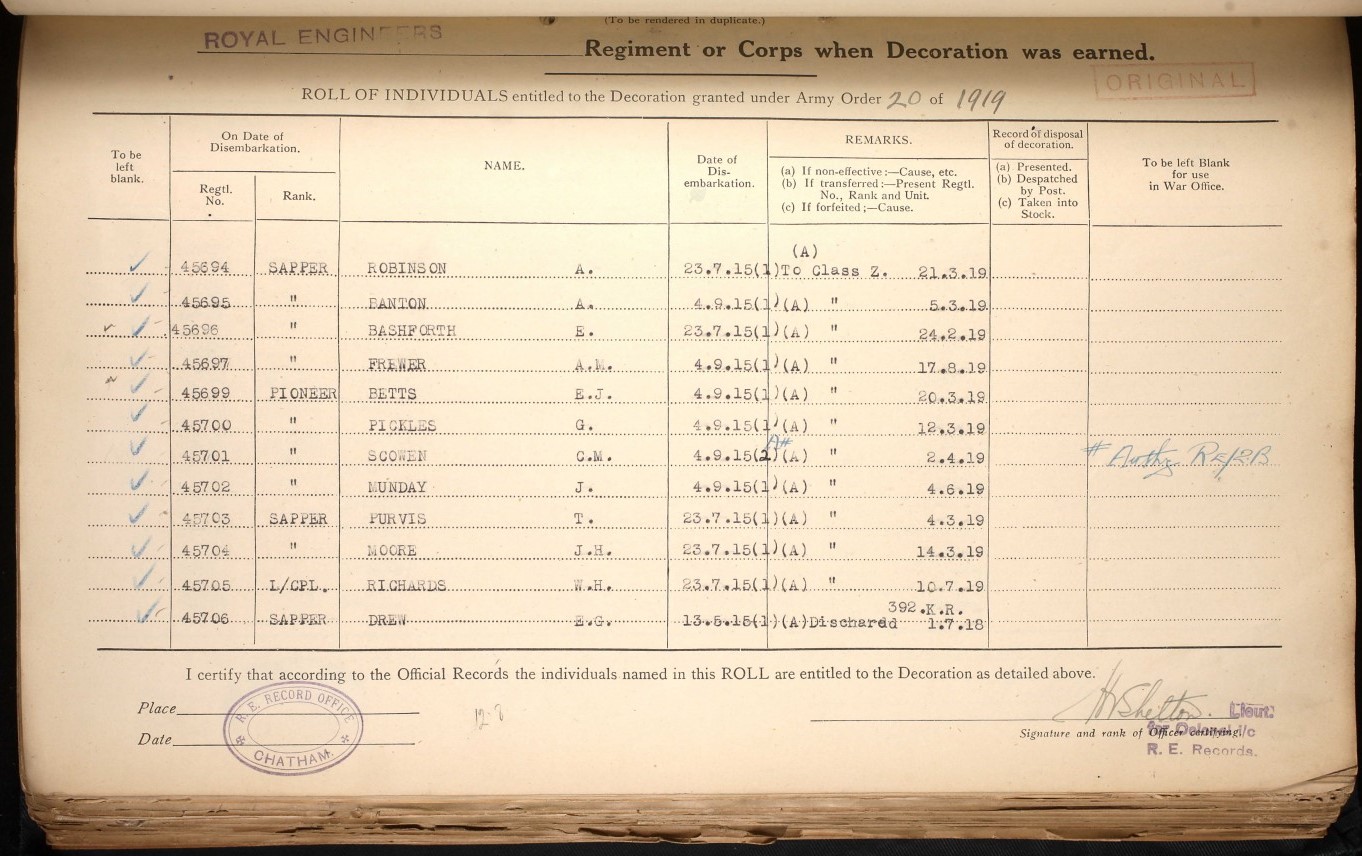 (To be rendered in duplicate.)
ROYAL ENGINEERS
Regiment or Corps when Decoration was earned.
ORIGINAL
ROLL OF INDIVIDUALS entitled to the Decoration granted under Army Order 20 of 1919
To be left blank.
On Date of Disembarkation.
Regtl. No.
Rank.
NAME.
Date of Dis-embarkation.
REMARKS.
(a) If non-effective:—Cause, etc.
(b) If transferred:—Present Regtl. No., Rank and Unit.
(c) If forfeited;—Cause.
Record of disposal of decoration.
(a) Presented.
(b) Despatched by Post.
(c) Taken into Stock.
To be left Blank for use in War Office.
(A)
45694 SAPPER ROBINSON A. 23.7.15(1) To Class Z. 21.3.19
45695 " BANTON A. 4.9.15(1) (A) " 5.3.19
45696 " BASHFORTH E. 23.7.15(1) (A) " 24.2.19
45697 " FREWER A.M. 4.9.15(1) (A) " 17.8.19
45699 PIONEER BETTS E.J. 4.9.15(1) (A) " 20.3.19
45700 " PICKLES G. 4.9.15(1) (A) " 12.3.19
A#
45701 " SCOWEN C.M. 4.9.15(2) (A) " 2.4.19 # Authy
45702 " MUNDAY J. 4.9.15(1) (A) " 4.6.19
45703 SAPPER PURVIS T. 23.7.15(1) (A) " 4.3.19
45704 " MOORE J.H. 23.7.15(1) (A) " 14.3.19
45705 L/CPL. RICHARDS W.H. 23.7.15(1) (A) " 10.7.19
392.K.R.
45706 SAPPER DREW E.G. 13.5.15(1) (A) Dischardd 1.7.18
I certify that according to the Official Records the individuals named in this ROLL are entitled to the Decoration as detailed above.
Place
R. E. RECORD OFFICE
CHATHAM.
Date
12-8
H Shelton. Lieut:
for Colonel i/c
Signature and rank of Officer certifying.
R. E. Records.